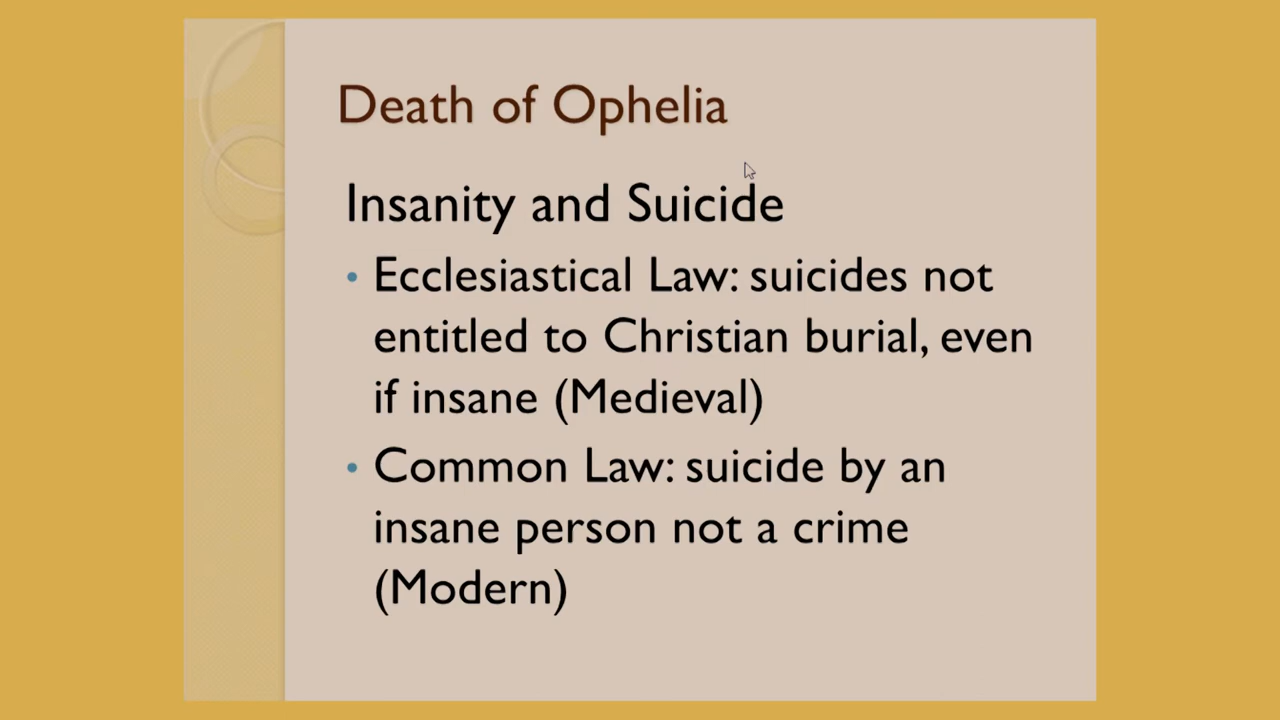 Death of Ophelia
Insanity and Suicide
• Ecclesiastical Law: suicides not
entitled to Christian burial, even
if insane (Medieval)
• Common Law: suicide by an
insane person not a crime
(Modern)